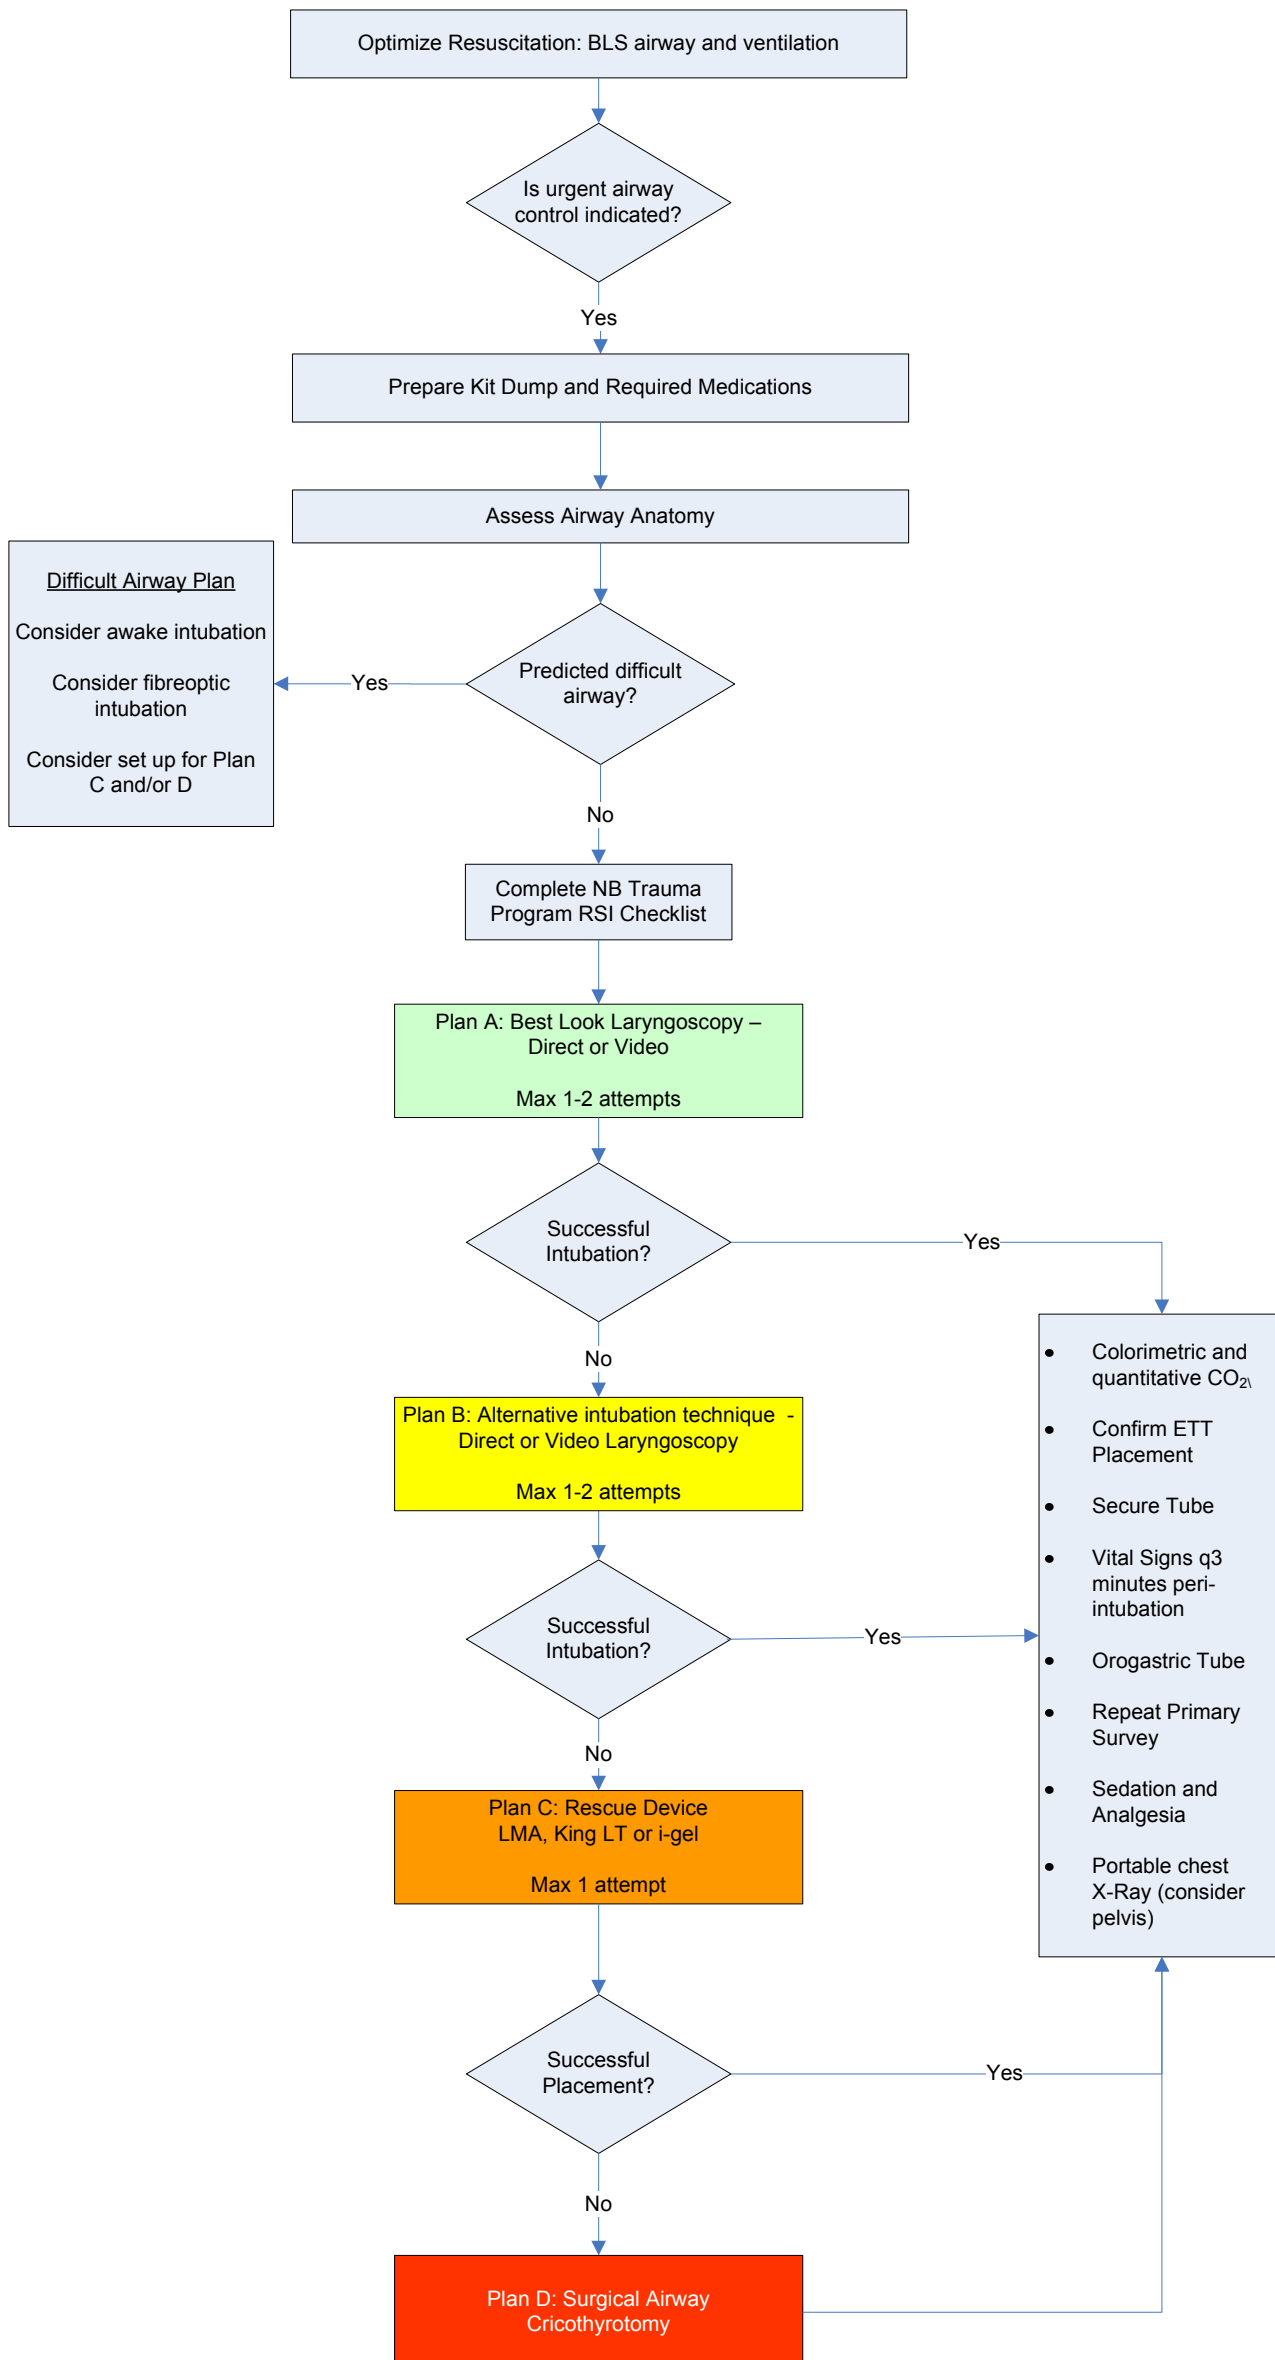 Optimize Resuscitation: BLS airway and ventilation
Is urgent airway
control indicated?
Yes
Prepare Kit Dump and Required Medications
Assess Airway Anatomy
Difficult Airway Plan
Consider awake intubation
Consider fibreoptic
intubation
Consider set up for Plan
C and/or D
Yes
Predicted difficult
airway?
No
Complete NB Trauma
Program RSI Checklist
Plan A: Best Look Laryngoscopy –
Direct or Video
Max 1-2 attempts
Successful
Intubation?
Yes
No
Plan B: Alternative intubation technique -
Direct or Video Laryngoscopy
Max 1-2 attempts
Successful
Intubation?
Yes
No
Plan C: Rescue Device
LMA, King LT or i-gel
Max 1 attempt
Successful
Placement?
Yes
No
Plan D: Surgical Airway
Cricothyrotomy
• Colorimetric and
quantitative CO2\
• Confirm ETT
Placement
• Secure Tube
• Vital Signs q3
minutes peri-
intubation
• Orogastric Tube
• Repeat Primary
Survey
• Sedation and
Analgesia
• Portable chest
X-Ray (consider
pelvis)